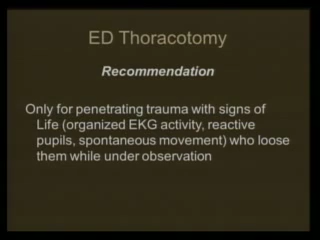 ED Thoracotomy
Recommendation
Only for penetrating trauma with signs of
Life (organized EKG activity, reactive
pupils, spontaneous movement) who loose
them while under observation